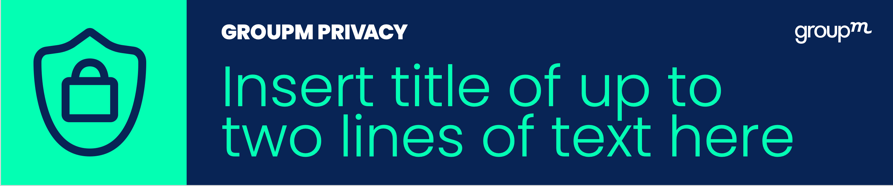 GROUPM PRIVACY
groupm
Insert title of up to
two lines of text here